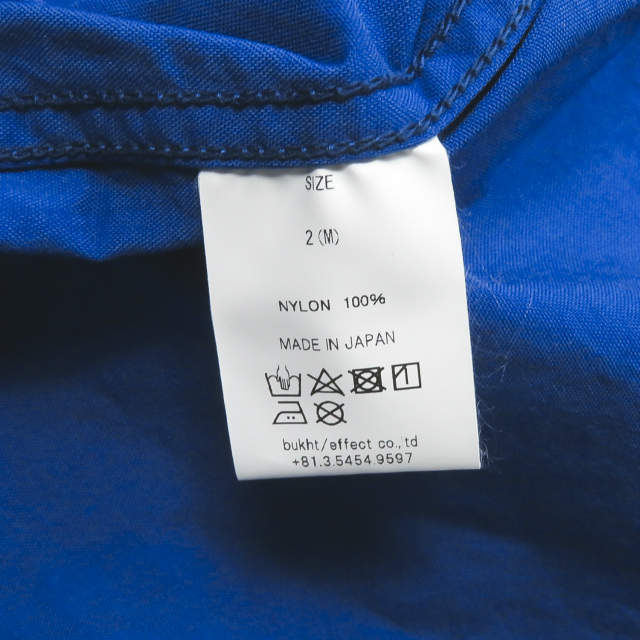 SIZE
2 (M)
NYLON 100%
MADE IN JAPAN
bukht/effect co.,td
+81.3.5454.9597